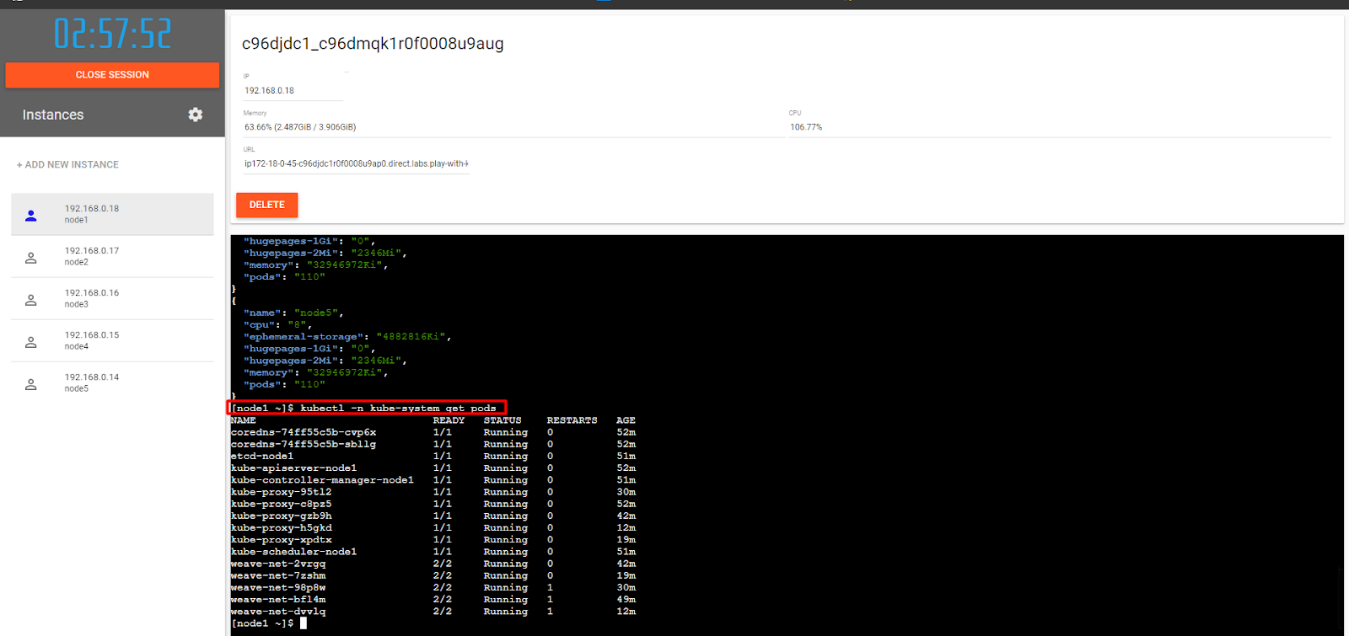 02:57:52
CLOSE SESSION
Instances
+ ADD NEW INSTANCE
192.168.0.18
node1
192.168.0.17
node2
192.168.0.16
node3
192.168.0.15
node4
192.168.0.14
node5
c96djdc1_c96dmqk1r0f0008u9aug
IP
192.168.0.18
Memory
63.66% (2.487GiB / 3.906GiB)
CPU
106.77%
URL
ip172-18-0-45-c96djdc1r0f0008u9ap0.direct.labs.play-with-k
DELETE
"hugepages-1Gi": "0",
"hugepages-2Mi": "2346Mi",
"memory": "32946972Ki",
"pods": "110"
}
{
"name": "node5",
"cpu": "8",
"ephemeral-storage": "4882816Ki",
"hugepages-1Gi": "0",
"hugepages-2Mi": "2346Mi",
"memory": "32946972Ki",
"pods": "110"
}
[node1 ~]$ kubectl -n kube-system get pods
NAME READY STATUS RESTARTS AGE
coredns-74ff55c5b-cvp6x 1/1 Running 0 52m
coredns-74ff55c5b-sbllg 1/1 Running 0 52m
etcd-node1 1/1 Running 0 51m
kube-apiserver-node1 1/1 Running 0 52m
kube-controller-manager-node1 1/1 Running 0 51m
kube-proxy-95tl2 1/1 Running 0 30m
kube-proxy-c8pz5 1/1 Running 0 52m
kube-proxy-gzb9h 1/1 Running 0 42m
kube-proxy-h5gkd 1/1 Running 0 12m
kube-proxy-xpdtx 1/1 Running 0 19m
kube-scheduler-node1 1/1 Running 0 51m
weave-net-2vrgq 2/2 Running 0 42m
weave-net-7zshm 2/2 Running 0 19m
weave-net-98p8w 2/2 Running 1 30m
weave-net-bfl4m 2/2 Running 1 49m
weave-net-dvvlq 2/2 Running 1 12m
[node1 ~]$